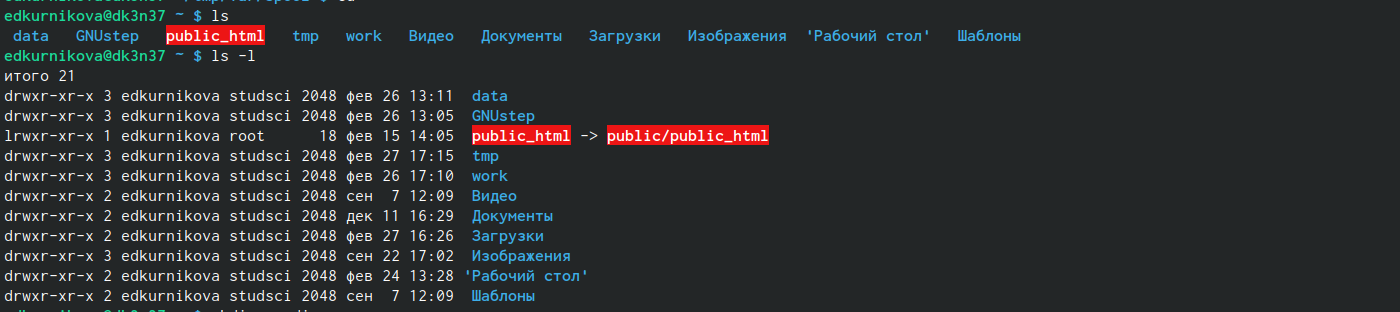 edkurnikova@dk3n37 ~ $ ls
data GNUstep public_html tmp work Видео Документы Загрузки Изображения 'Рабочий стол' Шаблоны
edkurnikova@dk3n37 ~ $ ls -l
итого 21
drwxr-xr-x 3 edkurnikova studsci 2048 фев 26 13:11 data
drwxr-xr-x 3 edkurnikova studsci 2048 фев 26 13:05 GNUstep
lrwxr-xr-x 1 edkurnikova root 18 фев 15 14:05 public_html -> public/public_html
drwxr-xr-x 3 edkurnikova studsci 2048 фев 27 17:15 tmp
drwxr-xr-x 3 edkurnikova studsci 2048 фев 26 17:10 work
drwxr-xr-x 2 edkurnikova studsci 2048 сен 7 12:09 Видео
drwxr-xr-x 2 edkurnikova studsci 2048 дек 11 16:29 Документы
drwxr-xr-x 2 edkurnikova studsci 2048 фев 27 16:26 Загрузки
drwxr-xr-x 3 edkurnikova studsci 2048 сен 22 17:02 Изображения
drwxr-xr-x 2 edkurnikova studsci 2048 фев 24 13:28 'Рабочий стол'
drwxr-xr-x 2 edkurnikova studsci 2048 сен 7 12:09 Шаблоны